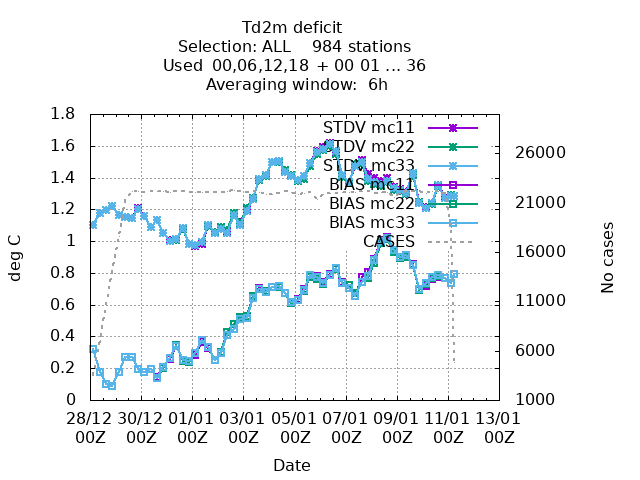 Td2m deficit
Selection: ALL    984 stations
Used  00,06,12,18  + 00 01 ... 36
Averaging window:  6h
STDV mc11
STDV mc22
STDV mc33
BIAS mc11
BIAS mc22
BIAS mc33
CASES
deg C
1.8
1.6
1.4
1.2
1
0.8
0.6
0.4
0.2
0
26000
21000
16000
11000
6000
1000
No cases
28/12 30/12 01/01 03/01 05/01 07/01 09/01 11/01 13/01
00Z 00Z 00Z 00Z 00Z 00Z 00Z 00Z 00Z
Date